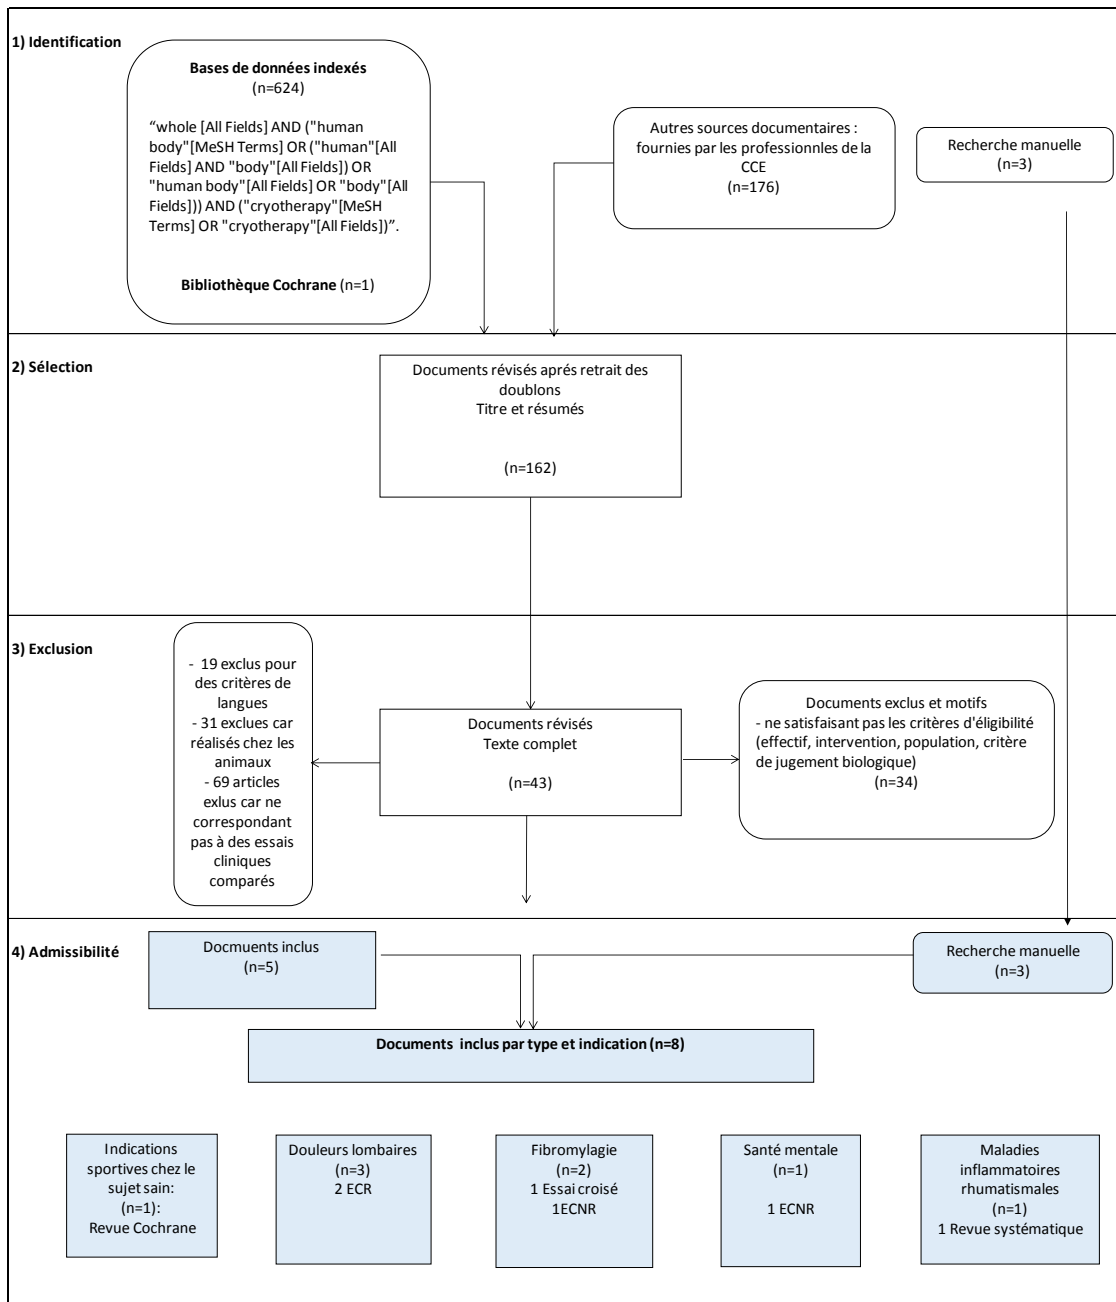 1) Identification
Bases de données indexés
(n=624)
“whole [All Fields] AND ("human
body"[MeSH Terms] OR ("human"[All
Fields] AND "body"[All Fields]) OR
"human body"[All Fields] OR "body"[All
Fields])) AND ("cryotherapy"[MeSH
Terms] OR "cryotherapy"[All Fields])”.
Bibliothèque Cochrane (n=1)
Autres sources documentaires :
fournies par les professionnles de la
CCE
(n=176)
Recherche manuelle
(n=3)
2) Sélection
Documents révisés aprés retrait des
doublons
Titre et résumés
(n=162)
3) Exclusion
- 19 exclus pour
des critères de
langues
- 31 exclues car
réalisés chez les
animaux
- 69 articles
exlus car ne
correspondant
pas à des essais
cliniques
comparés
Documents révisés
Texte complet
(n=43)
Documents exclus et motifs
- ne satisfaisant pas les critères d'éligibilité
(effectif, intervention, population, critère
de jugement biologique)
(n=34)
4) Admissibilité
Docmuents inclus
(n=5)
Recherche manuelle
(n=3)
Documents inclus par type et indication (n=8)
Indications
sportives chez le
sujet sain:
(n=1):
Revue Cochrane
Douleurs lombaires
(n=3)
2 ECR
Fibromylagie
(n=2)
1 Essai croisé
1ECNR
Santé mentale
(n=1)
1 ECNR
Maladies
inflammatoires
rhumatismales
(n=1)
1 Revue systématique